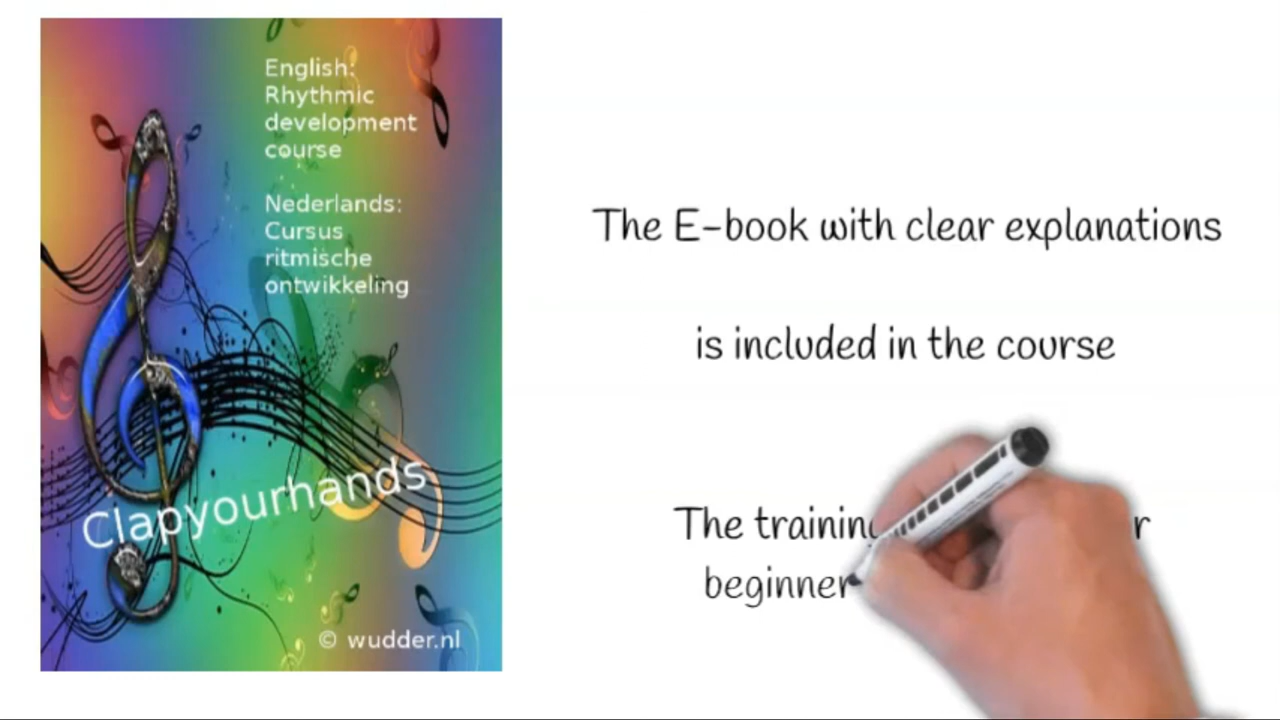 English:
Rhythmic
development
course
Nederlands:
Cursus
ritmische
ontwikkeling
Clapyourhands
© wudder.nl
The E-book with clear explanations
is included in the course
The training
beginner